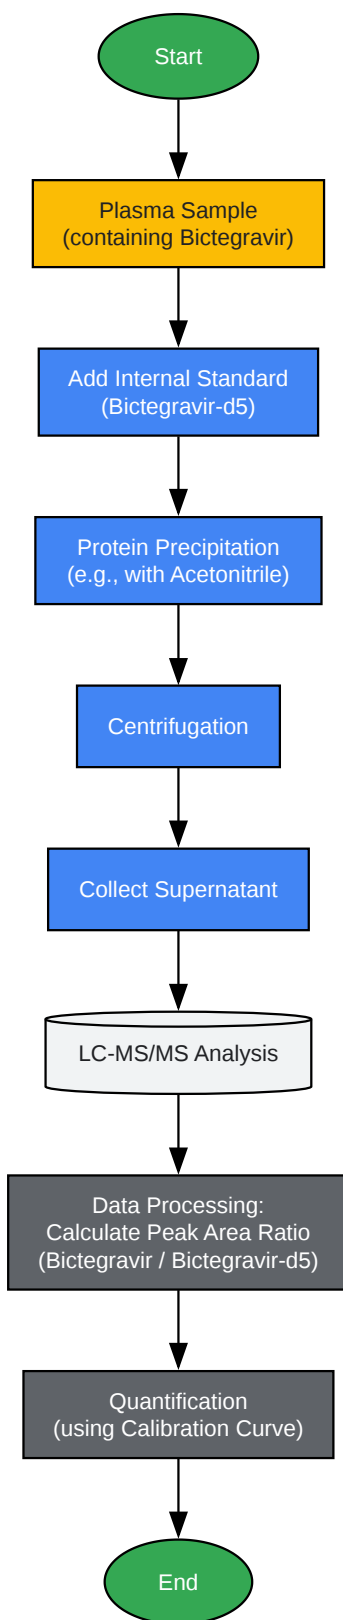 Start
Plasma Sample
(containing Bictegravir)
Add Internal Standard
(Bictegravir-d5)
Protein Precipitation
(e.g., with Acetonitrile)
Centrifugation
Collect Supernatant
LC-MS/MS Analysis
Data Processing:
Calculate Peak Area Ratio
(Bictegravir / Bictegravir-d5)
Quantification
(using Calibration Curve)
End